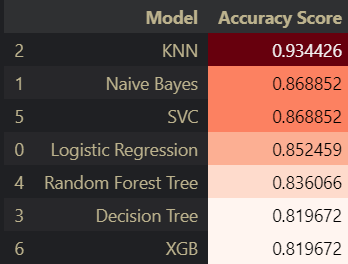 Model Accuracy Score
2 KNN 0.934426
1 Naive Bayes 0.868852
5 SVC 0.868852
0 Logistic Regression 0.852459
4 Random Forest Tree 0.836066
3 Decision Tree 0.819672
6 XGB 0.819672